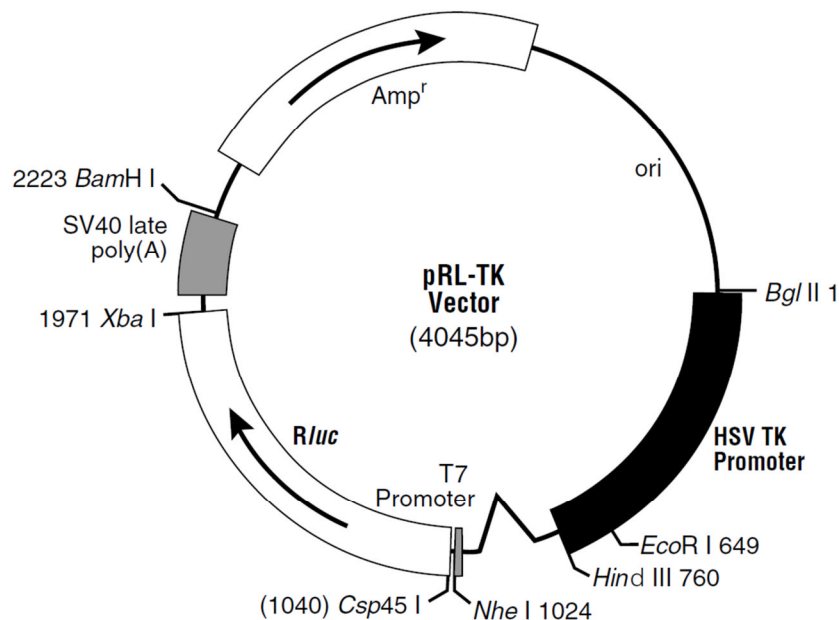 Ampʳ
ori
2223 BamH I
SV40 late
poly(A)
pRL-TK
Vector
(4045bp)
Bgl II 1
1971 Xba I
Rluc
HSV TK
Promoter
T7
Promoter
EcoR I 649
Hind III 760
(1040) Csp45 I
Nhe I 1024